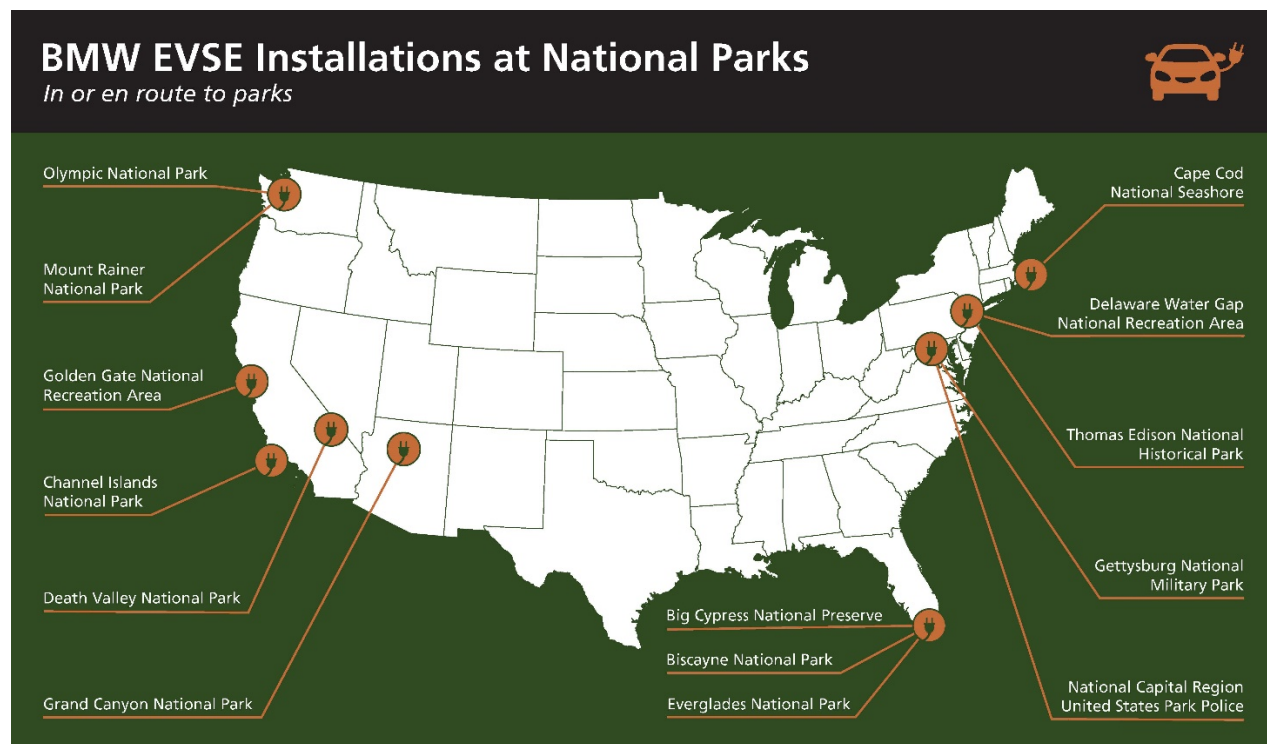 BMW EVSE Installations at National Parks
In or en route to parks
Olympic National Park
Mount Rainer
National Park
Golden Gate National
Recreation Area
Channel Islands
National Park
Death Valley National Park
Grand Canyon National Park
Big Cypress National Preserve
Biscayne National Park
Everglades National Park
Cape Cod
National Seashore
Delaware Water Gap
National Recreation Area
Thomas Edison National
Historical Park
Gettysburg National
Military Park
National Capital Region
United States Park Police